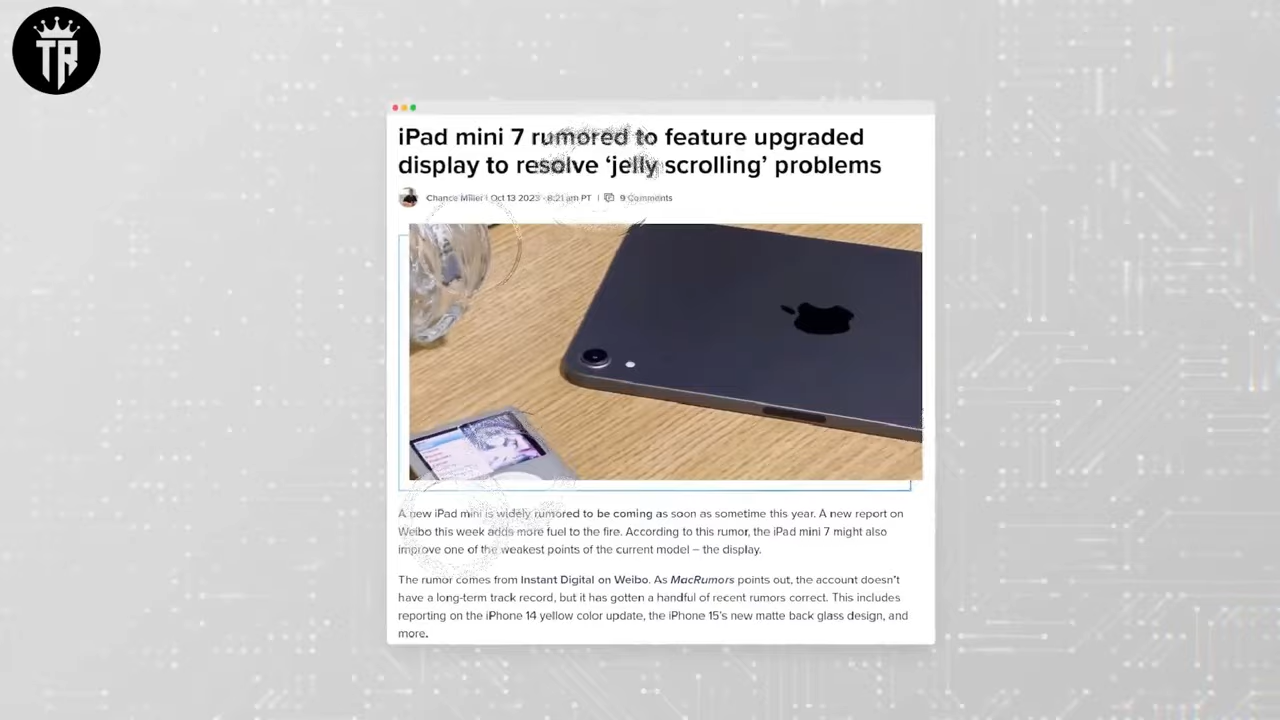 TR
iPad mini 7 rumored to feature upgraded
display to resolve ‘jelly scrolling’ problems
Chance Miller | Oct 13 2023 - 8:21 am PT | 9 Comments
A new iPad mini is widely rumored to be coming as soon as sometime this year. A new report on
Weibo this week adds more fuel to the fire. According to this rumor, the iPad mini 7 might also
improve one of the weakest points of the current model – the display.
The rumor comes from Instant Digital on Weibo. As MacRumors points out, the account doesn’t
have a long-term track record, but it has gotten a handful of recent rumors correct. This includes
reporting on the iPhone 14 yellow color update, the iPhone 15’s new matte back glass design, and
more.